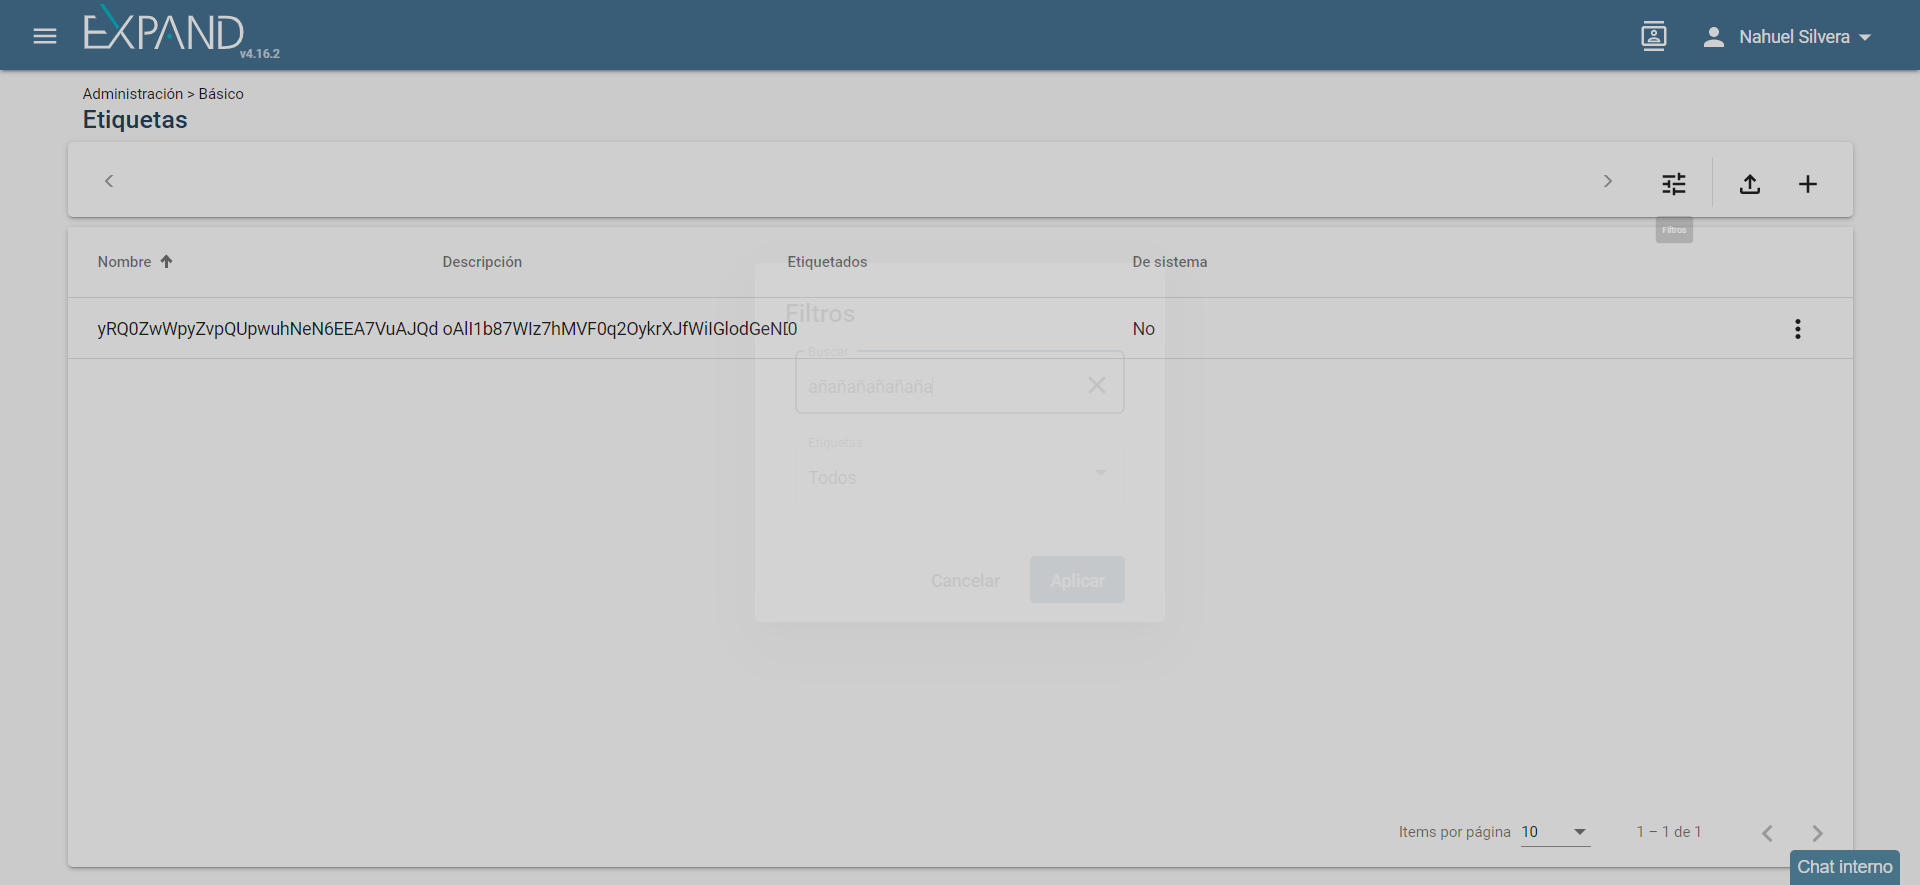 EXPAND
v4.16.2
Nahuel Silvera
Administración > Básico
Etiquetas
Filtros
Nombre Descripción Etiquetados De sistema
yRQ0ZwWpyZvpQUpwuhNeN6EEA7VuAJQd 0 No
Filtros
Buscar
añañañañañaña
Etiquetas
Todos
Cancelar Aplicar
Items por página 10 1 – 1 de 1
Chat interno